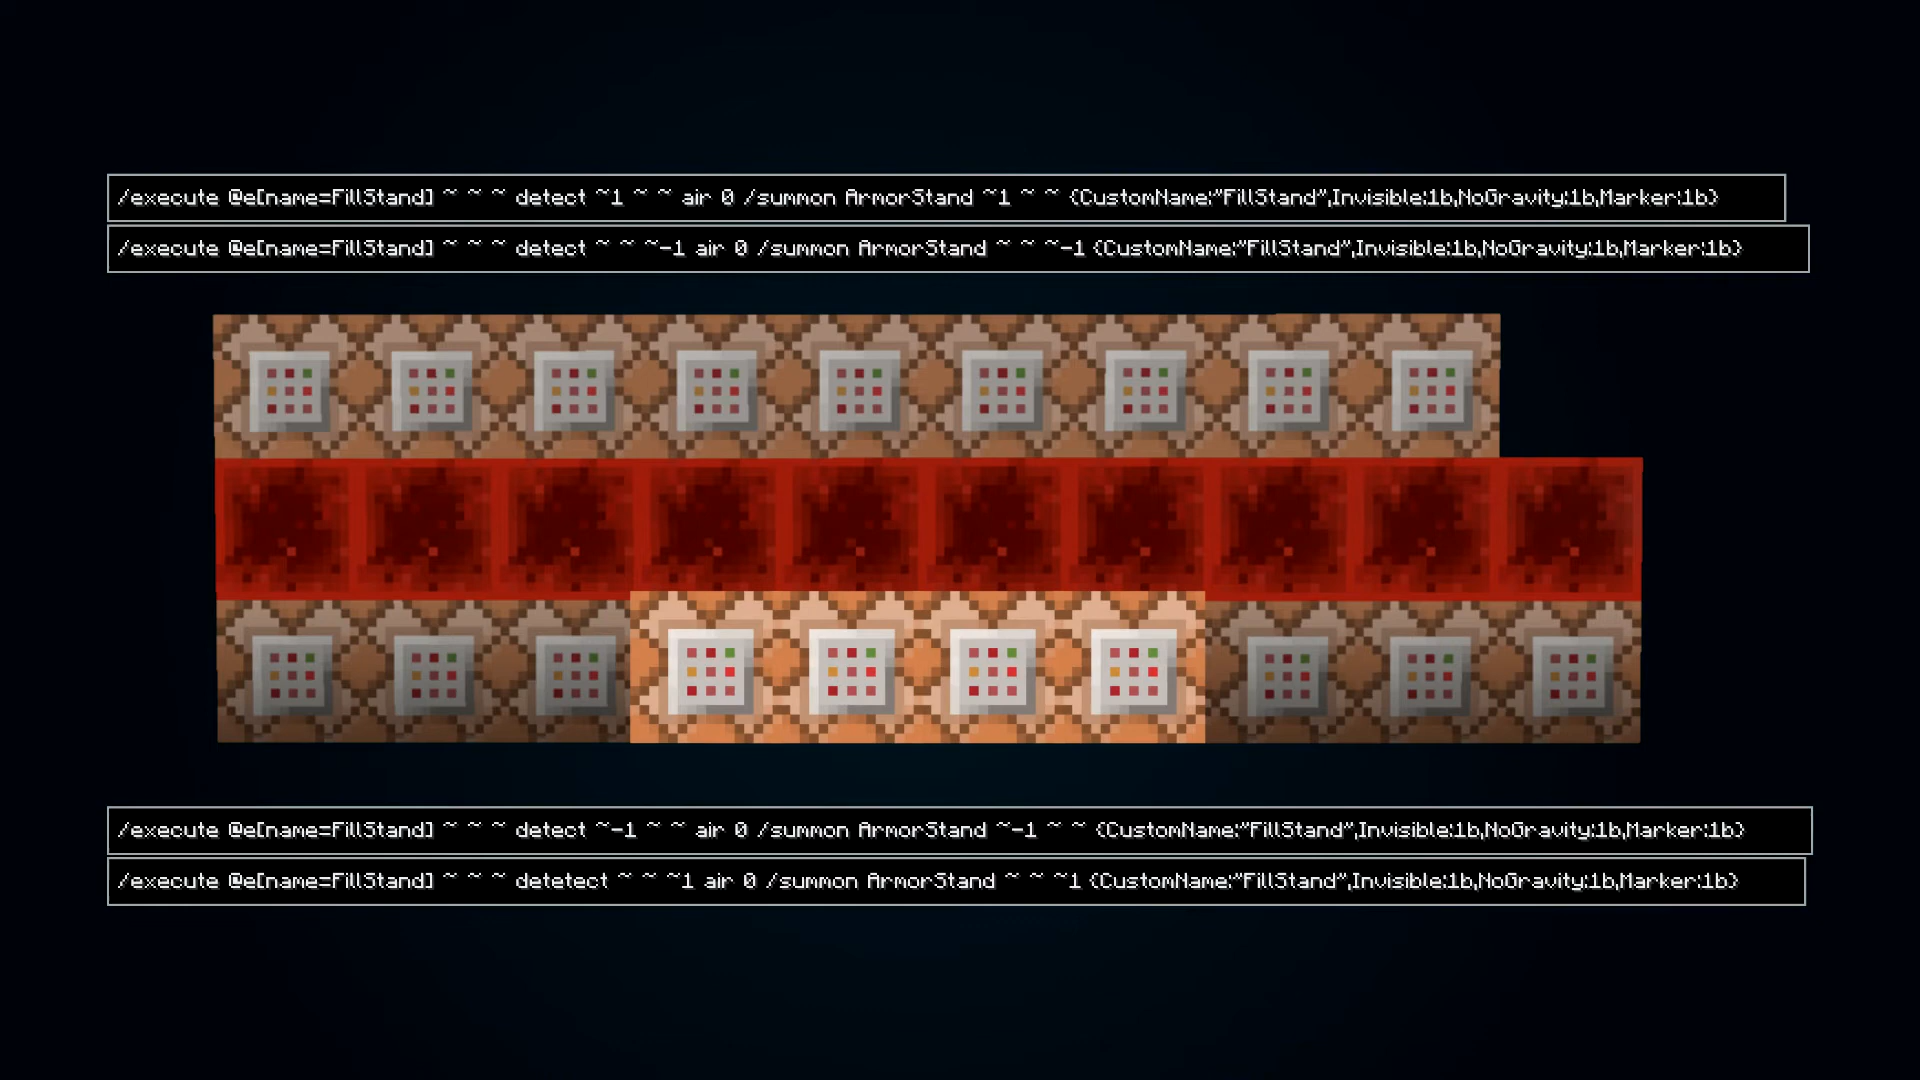 /execute @e[name=FillStand] ~ ~ ~ detect ~1 ~ ~ air 0 /summon ArmorStand ~1 ~ ~ {CustomName:"FillStand",Invisible:1b,NoGravity:1b,Marker:1b}
/execute @e[name=FillStand] ~ ~ ~ detect ~ ~ ~-1 air 0 /summon ArmorStand ~ ~ ~-1 {CustomName:"FillStand",Invisible:1b,NoGravity:1b,Marker:1b}
/execute @e[name=FillStand] ~ ~ ~ detect ~-1 ~ ~ air 0 /summon ArmorStand ~-1 ~ ~ {CustomName:"FillStand",Invisible:1b,NoGravity:1b,Marker:1b}
/execute @e[name=FillStand] ~ ~ ~ detetect ~ ~ ~1 air 0 /summon ArmorStand ~ ~ ~1 {CustomName:"FillStand",Invisible:1b,NoGravity:1b,Marker:1b}